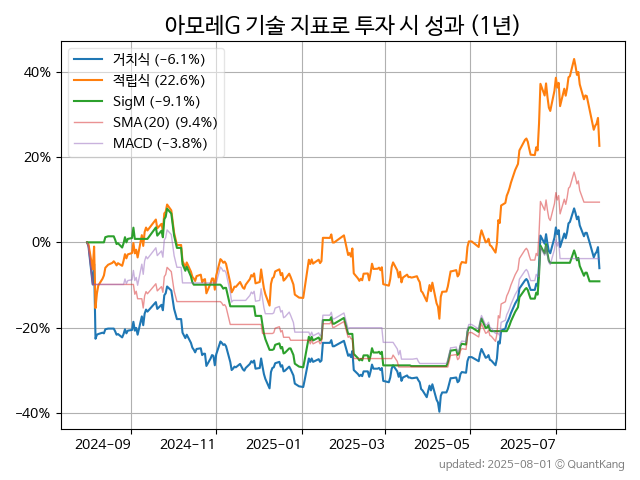 아모레G 기술 지표로 투자 시 성과 (1년)
거치식 (−6.1%)
적립식 (22.6%)
SigM (−9.1%)
SMA(20) (9.4%)
MACD (−3.8%)
40%
20%
0%
−20%
−40%
2024-09
2024-11
2025-01
2025-03
2025-05
2025-07
updated: 2025-08-01 © QuantKang